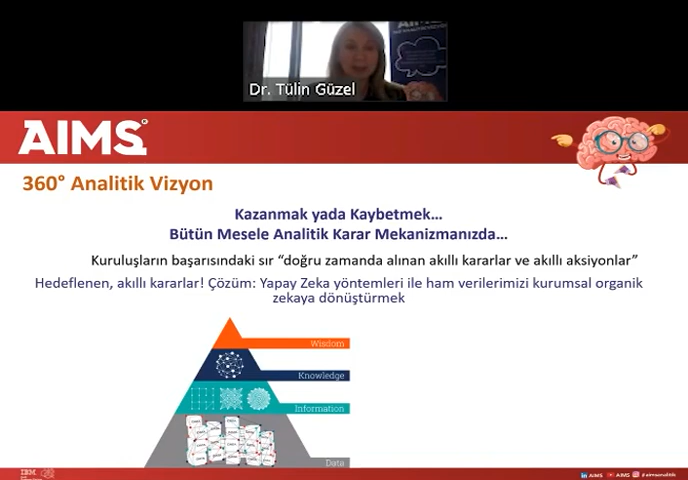 AIMS
Dr. Tülin Güzel
AIMS
360° Analitik Vizyon
Kazanmak yada Kaybetmek…
Bütün Mesele Analitik Karar Mekanizmanızda…
Kuruluşların başarısındaki sır “doğru zamanda alınan akıllı kararlar ve akıllı aksiyonlar”
Hedeflenen, akıllı kararlar! Çözüm: Yapay Zeka yöntemleri ile ham verilerimizi kurumsal organik
zekaya dönüştürmek
Wisdom
Knowledge
Information
Data
IBM
AIMS AIMS aimsanalitik